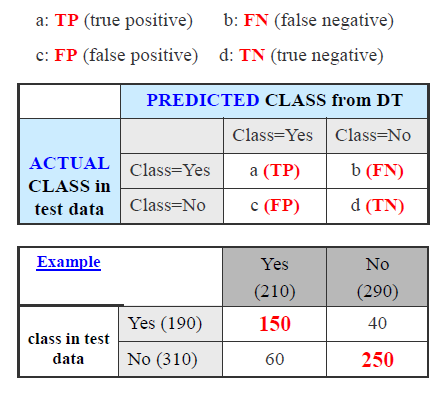 a: TP (true positive) b: FN (false negative)
c: FP (false positive) d: TN (true negative)
PREDICTED CLASS from DT
Class=Yes Class=No
ACTUAL CLASS in test data
Class=Yes a (TP) b (FN)
Class=No c (FP) d (TN)
Example Yes (210) No (290)
class in test data
Yes (190) 150 40
No (310) 60 250